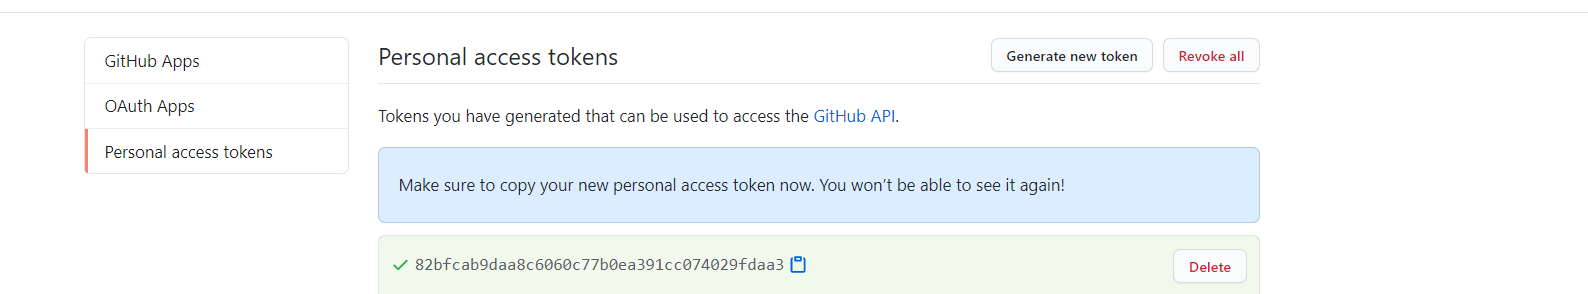 GitHub Apps
OAuth Apps
Personal access tokens
Personal access tokens
Generate new token
Revoke all
Tokens you have generated that can be used to access the GitHub API.
Make sure to copy your new personal access token now. You won't be able to see it again!
82bfcab9daa8c6060c77b0ea391cc074029fdaa3
Delete